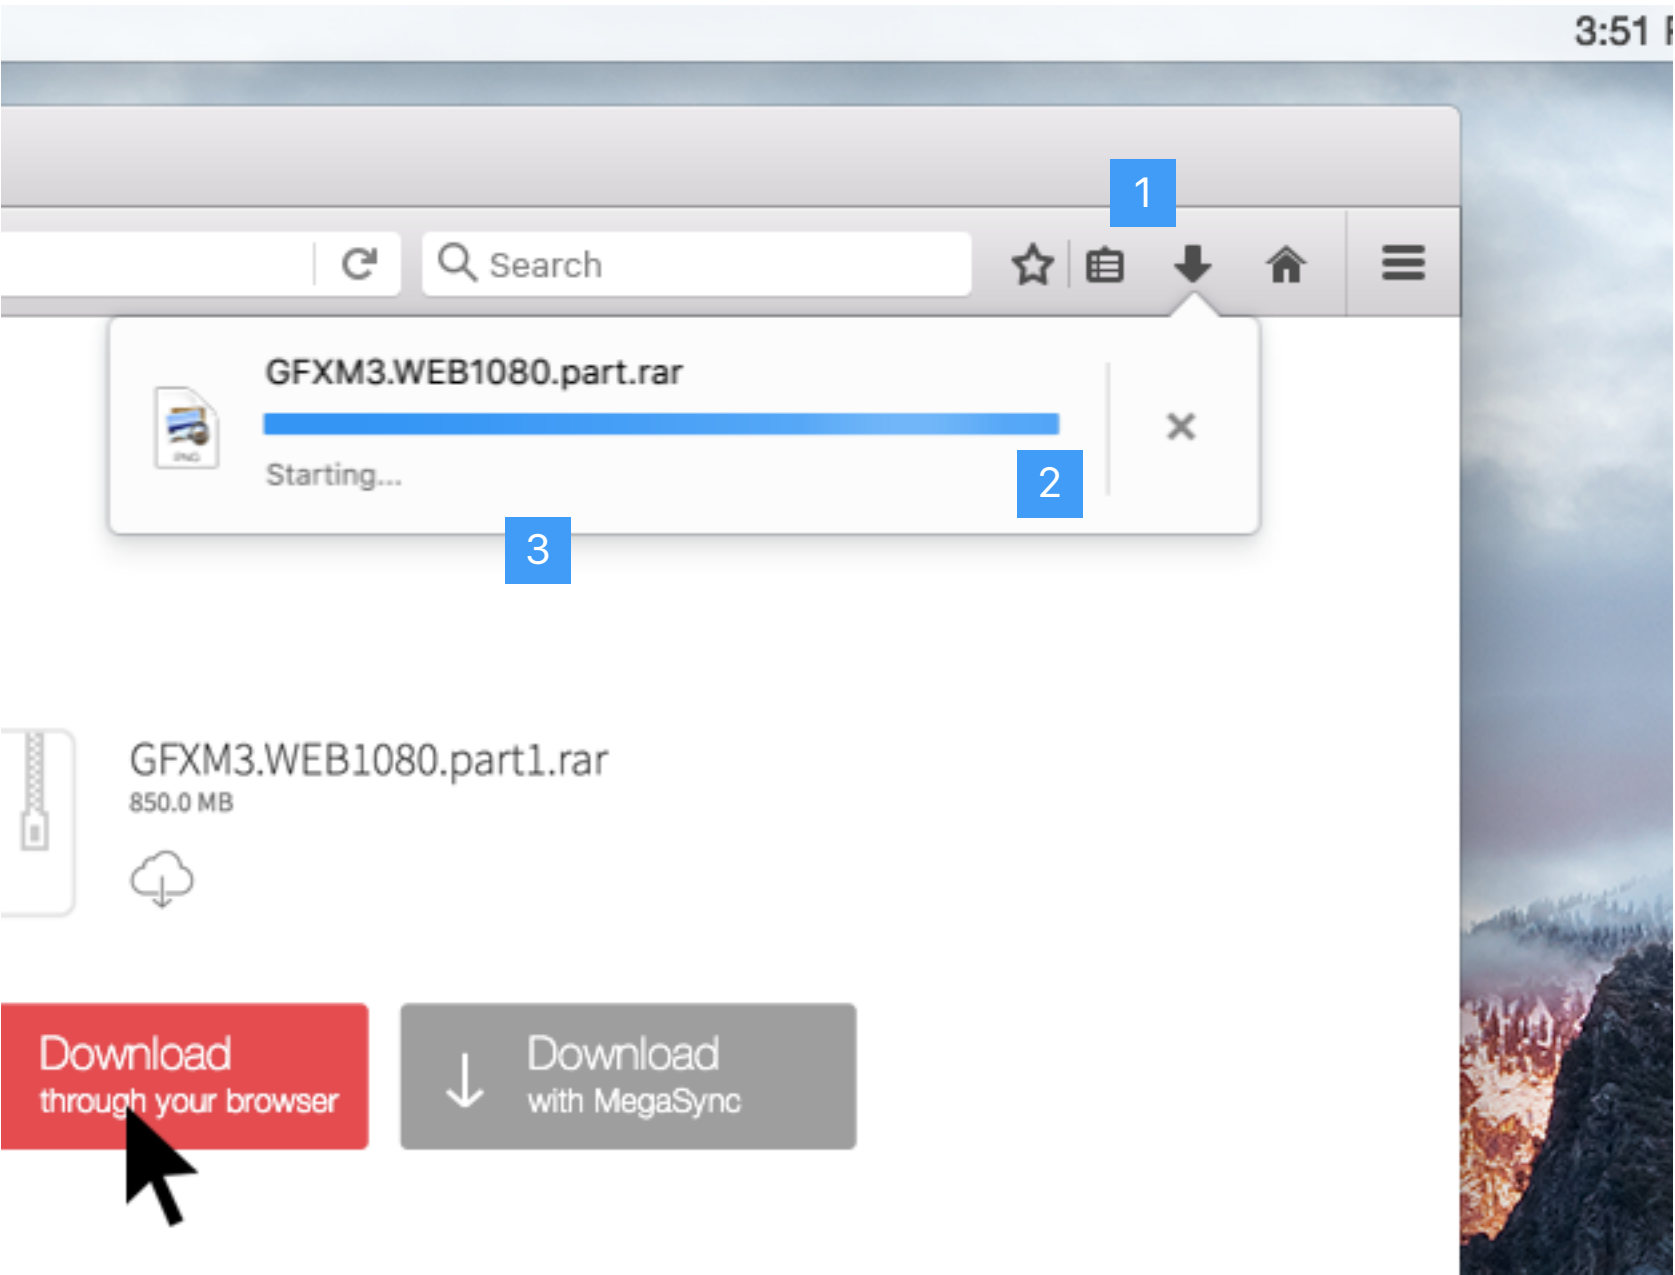 3:51
1
Search
GFXM3.WEB1080.part.rar
PNG
Starting...
2
3
GFXM3.WEB1080.part1.rar
850.0 MB
Download
through your browser
Download
with MegaSync